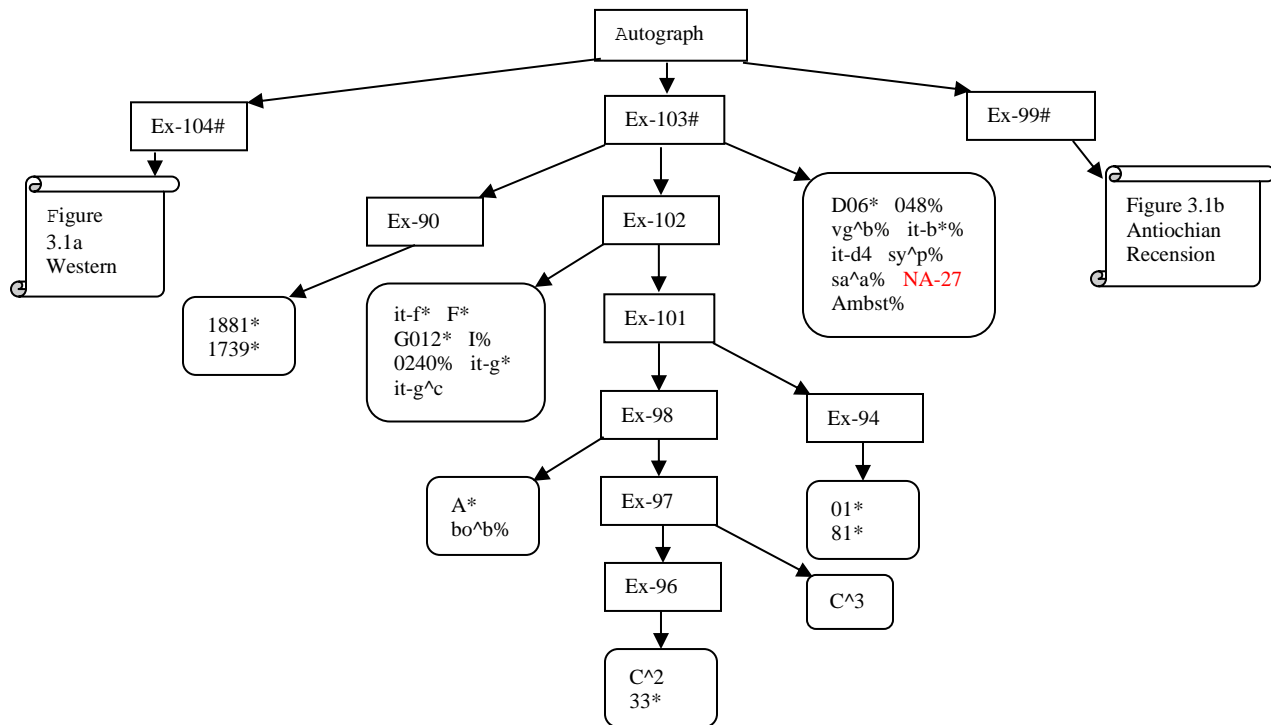 Autograph
Ex-104#
Ex-103#
Ex-99#
Figure
3.1a
Western
Ex-90
Ex-102
D06* 048%
vg^b% it-b*%
it-d4 sy^p%
sa^a% NA-27
Ambst%
Figure 3.1b
Antiochian
Recension
1881*
1739*
it-f* F*
G012* I%
0240% it-g*
it-g^c
Ex-101
Ex-98
Ex-94
A*
bo^b%
Ex-97
01*
81*
Ex-96
C^3
C^2
33*